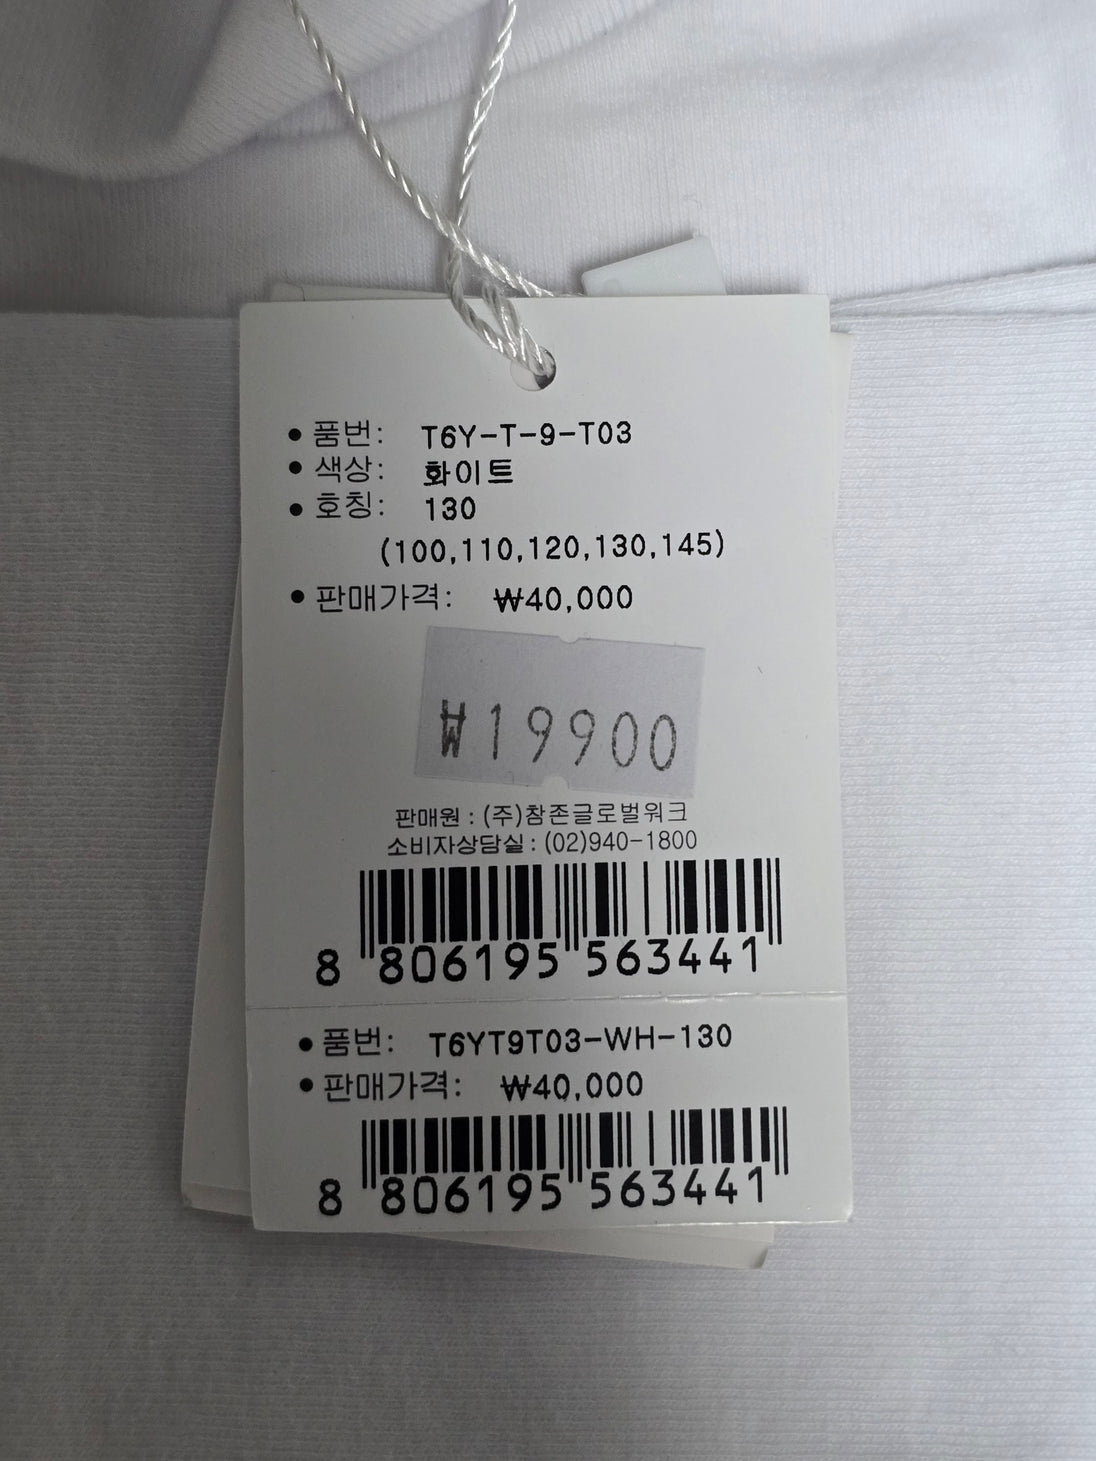 • 품번: T6Y-T-9-T03
• 색상: 화이트
• 호칭: 130
(100,110,120,130,145)
• 판매가격: ₩40,000
₩19900
판매원 : (주)참존글로벌워크
소비자상담실 : (02)940-1800
8 806195 563441
• 품번: T6YT9T03-WH-130
• 판매가격: ₩40,000
8 806195 563441